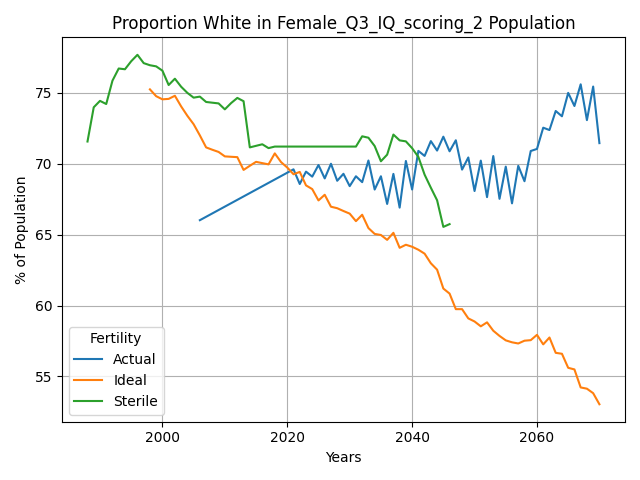 Proportion White in Female_Q3_IQ_scoring_2 Population
% of Population
75
70
65
60
55
Fertility
Actual
Ideal
Sterile
2000
2020
2040
2060
Years